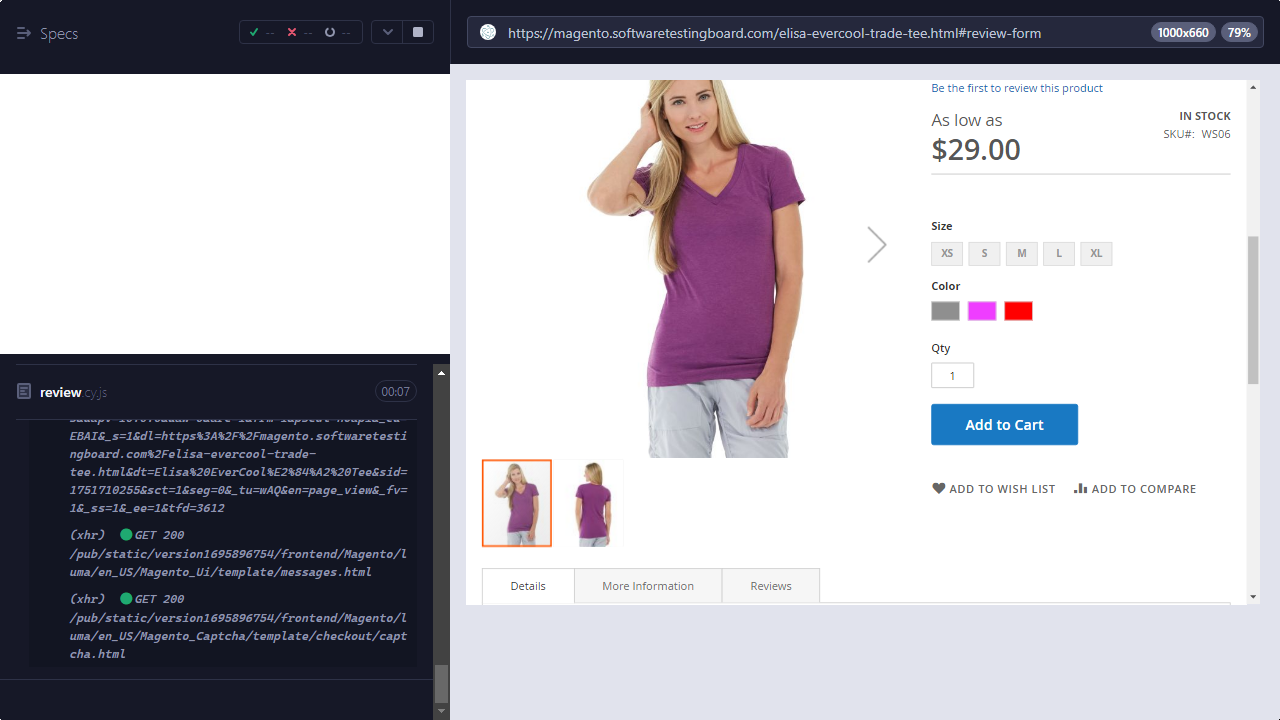 Specs
--
--
--
https://magento.softwaretestingboard.com/elisa-evercool-trade-tee.html#review-form
1000x660
79%
review.cy.js
00:07
EBAI&_s=1&dl=https%3A%2F%2Fmagento.softwaretesti
ngboard.com%2Felisa-evercool-trade-
tee.html&dt=Elisa%20EverCool%E2%84%A2%20Tee&sid=
1751710255&sct=1&seg=0&_tu=wAQ&en=page_view&_fv=
1&_ss=1&_ee=1&tfd=3612
(xhr) GET 200
/pub/static/version1695896754/frontend/Magento/l
uma/en_US/Magento_Ui/template/messages.html
(xhr) GET 200
/pub/static/version1695896754/frontend/Magento/l
uma/en_US/Magento_Captcha/template/checkout/capt
cha.html
Be the first to review this product
As low as
$29.00
IN STOCK
SKU#: WS06
Size
XS
S
M
L
XL
Color
Qty
1
Add to Cart
ADD TO WISH LIST
ADD TO COMPARE
Details
More Information
Reviews